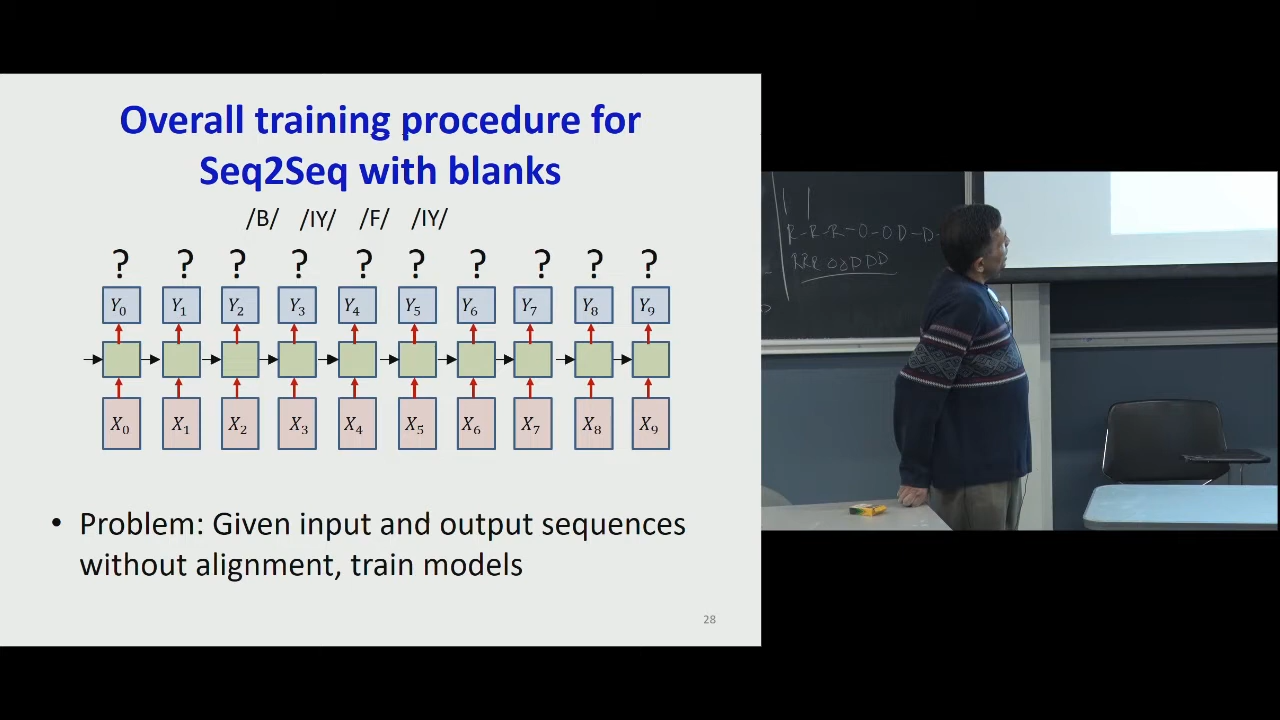 Overall training procedure for
Seq2Seq with blanks
/B/ /IY/ /F/ /IY/
? ? ? ? ? ? ? ? ? ?
Y₀ Y₁ Y₂ Y₃ Y₄ Y₅ Y₆ Y₇ Y₈ Y₉
X₀ X₁ X₂ X₃ X₄ X₅ X₆ X₇ X₈ X₉
• Problem: Given input and output sequences
without alignment, train models
28
R-R-R-O-OD-D-
RRROODDD